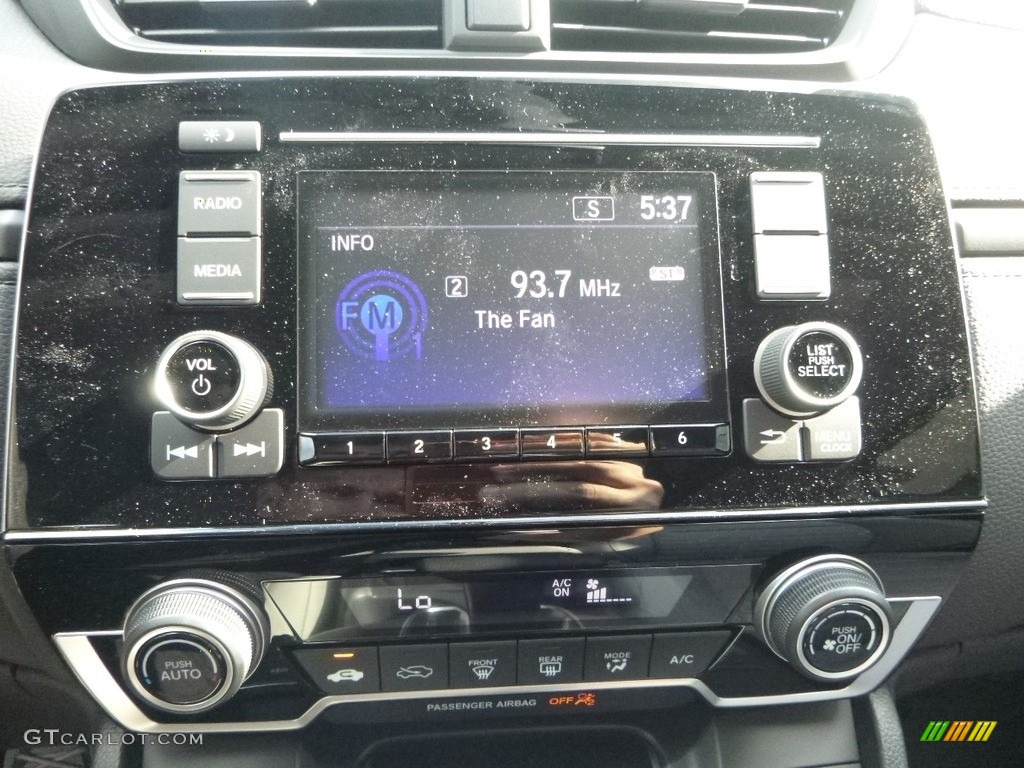 RADIO
MEDIA
VOL
S 5:37
INFO
2 93.7 MHz ST
FM1
The Fan
LIST
PUSH
SELECT
MENU
CLOCK
1 2 3 4 5 6
Lo
A/C
ON
PUSH
AUTO
FRONT
REAR
MODE
A/C
PUSH
ON/
OFF
PASSENGER AIRBAG OFF
GTCARLOT.COM